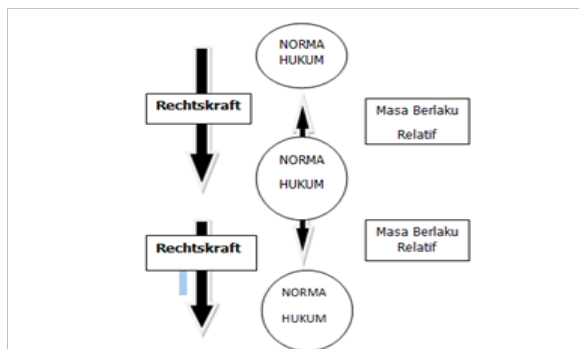 NORMA
HUKUM
Rechtskraft
Masa Berlaku
Relatif
NORMA
HUKUM
Rechtskraft
Masa Berlaku
Relatif
NORMA
HUKUM